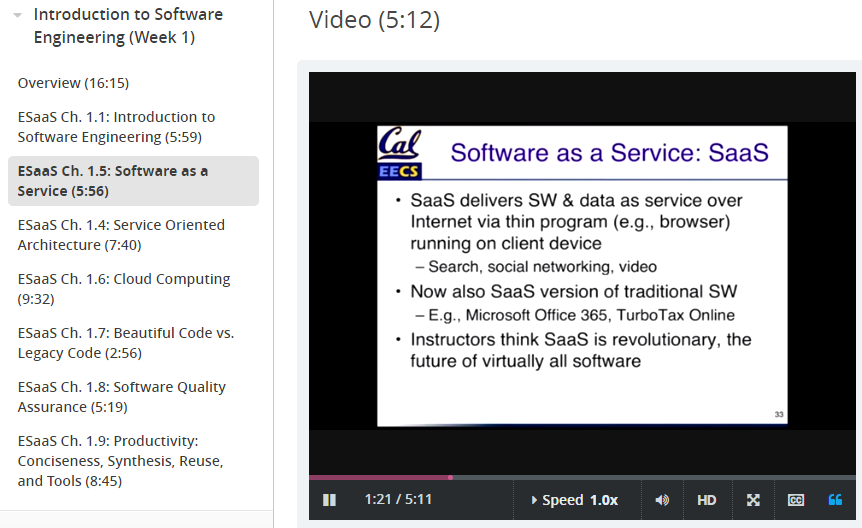 Introduction to Software
Engineering (Week 1)
Overview (16:15)
ESaaS Ch. 1.1: Introduction to
Software Engineering (5:59)
ESaaS Ch. 1.5: Software as a
Service (5:56)
ESaaS Ch. 1.4: Service Oriented
Architecture (7:40)
ESaaS Ch. 1.6: Cloud Computing
(9:32)
ESaaS Ch. 1.7: Beautiful Code vs.
Legacy Code (2:56)
ESaaS Ch. 1.8: Software Quality
Assurance (5:19)
ESaaS Ch. 1.9: Productivity:
Conciseness, Synthesis, Reuse,
and Tools (8:45)
Video (5:12)
Cal
EECS
Software as a Service: SaaS
• SaaS delivers SW & data as service over
Internet via thin program (e.g., browser)
running on client device
– Search, social networking, video
• Now also SaaS version of traditional SW
– E.g., Microsoft Office 365, TurboTax Online
• Instructors think SaaS is revolutionary, the
future of virtually all software
33
1:21 / 5:11
Speed 1.0x
HD
CC